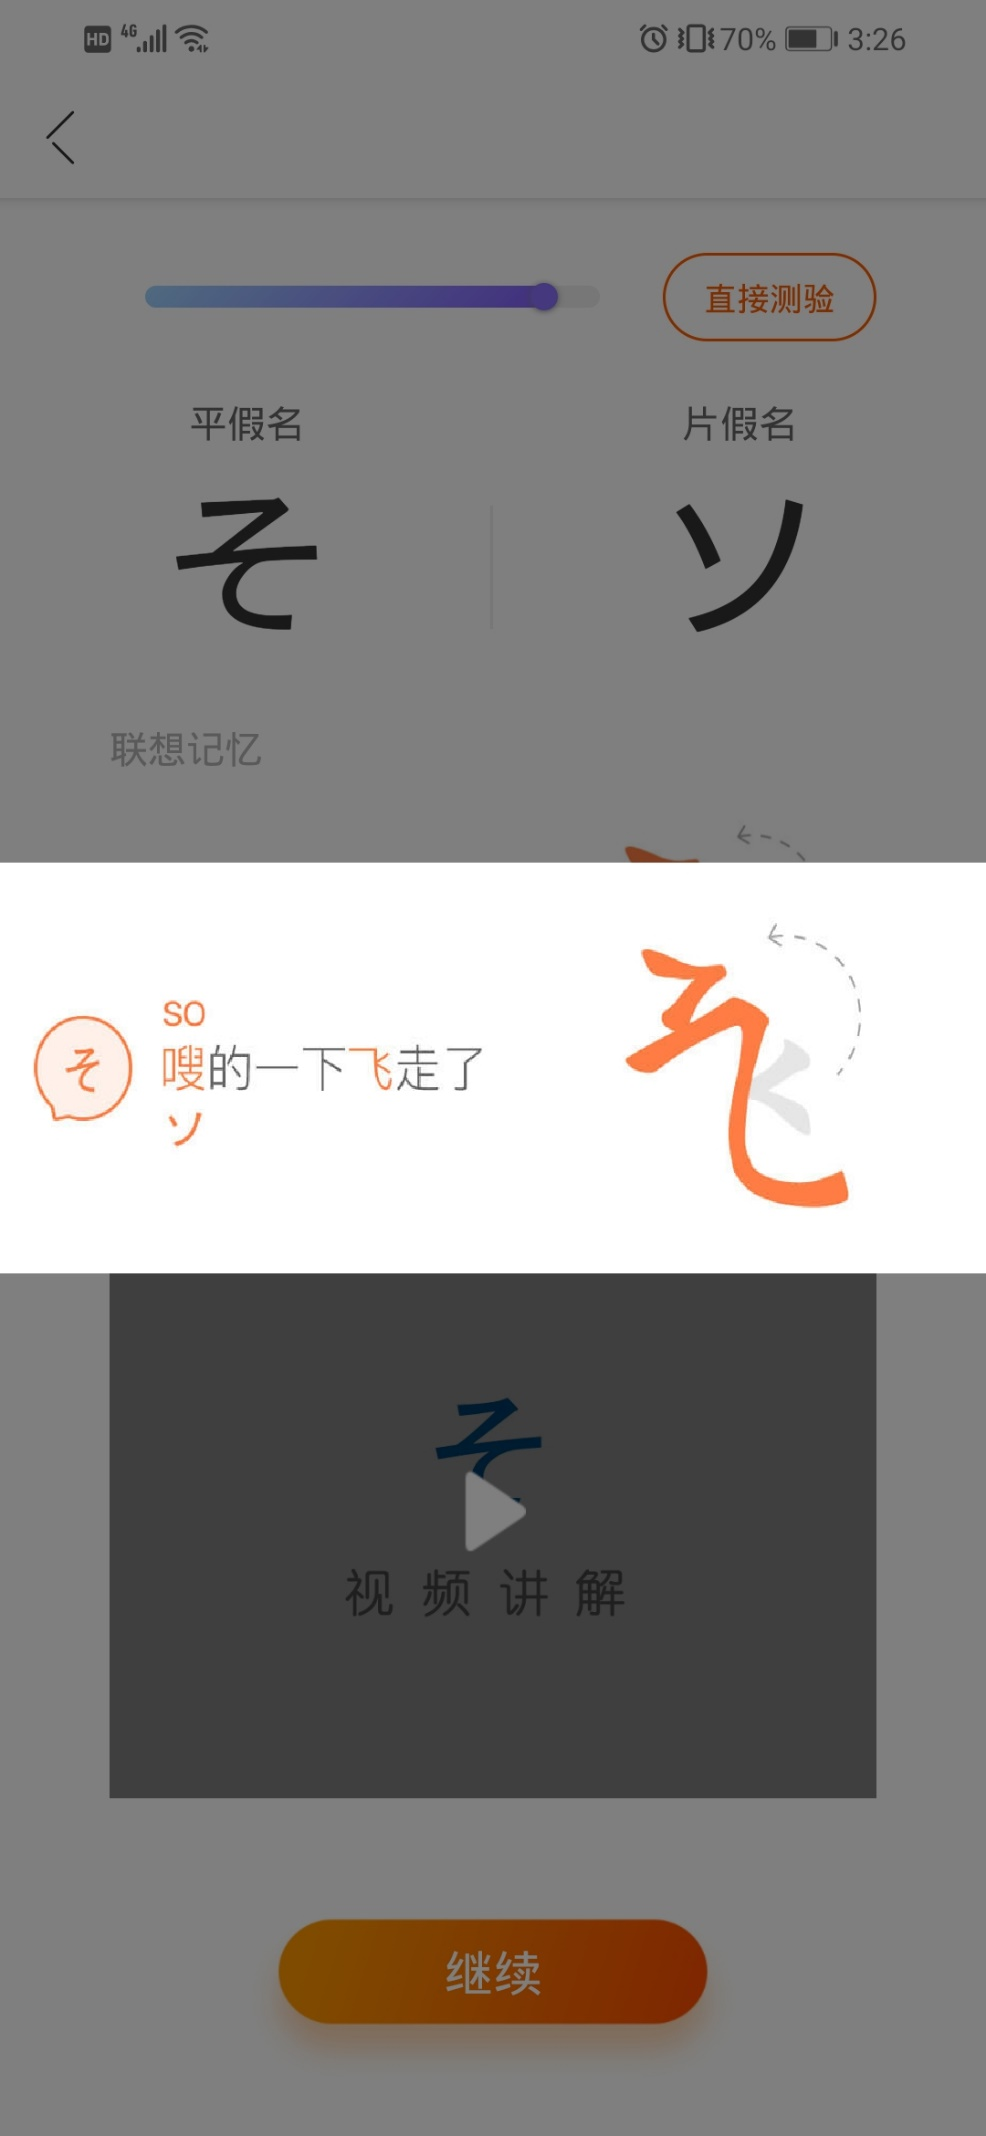 HD 4G 70% 3:26
直接测验
平假名 片假名
そ ソ
联想记忆
so
そ 嗖的一下飞走了
ソ
飞
そ
视频讲解
继续